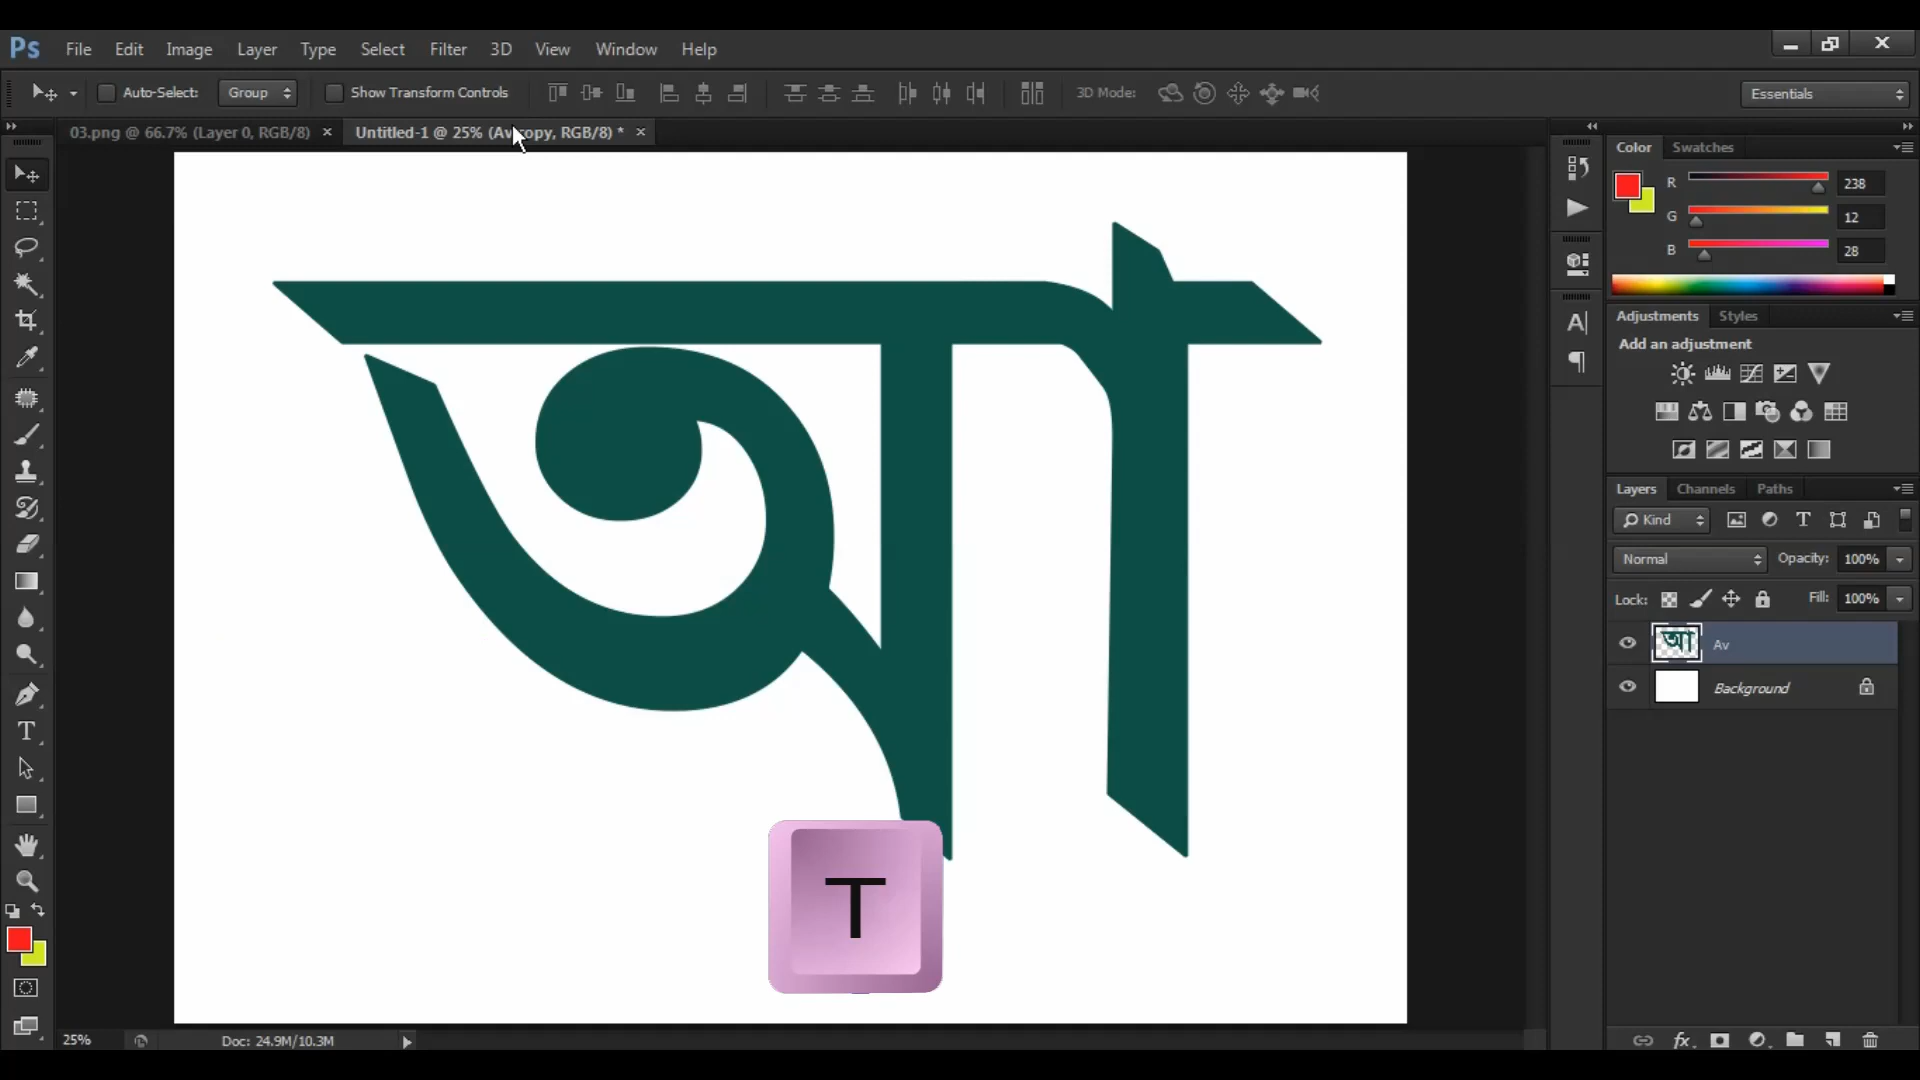 Ps File Edit Image Layer Type Select Filter 3D View Window Help
Auto-Select: Group Show Transform Controls 3D Mode: Essentials
03.png @ 66.7% (Layer 0, RGB/8) × Untitled-1 @ 25% (Av copy, RGB/8) * ×
Color Swatches
R 238
G 12
B 28
Adjustments Styles
Add an adjustment
Layers Channels Paths
Kind
Normal Opacity: 100%
Lock: Fill: 100%
আ Av
Background
আ
T
25% Doc: 24.9M/10.3M